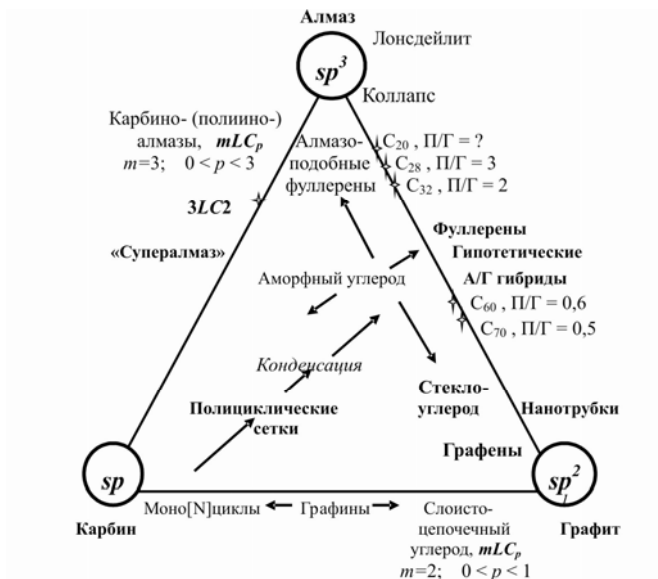 Алмаз
sp³
Лонсдейлит
Коллапс
Карбино- (полиино-)
алмазы, mLCₚ
m=3; 0 < p < 3
Алмазо-
подобные
фуллерены
C₂₀ , П/Г = ?
C₂₈ , П/Г = 3
C₃₂ , П/Г = 2
3LC2
«Супералмаз»
Фуллерены
Гипотетические
А/Г гибриды
Аморфный углерод
C₆₀ , П/Г = 0,6
C₇₀ , П/Г = 0,5
Конденсация
Полициклические
сетки
Стекло-
углерод
Нанотрубки
Графены
sp
sp²
Карбин
Моно[N]циклы
Графины
Слоисто-
цепочечный
углерод, mLCₚ
m=2; 0 < p < 1
Графит